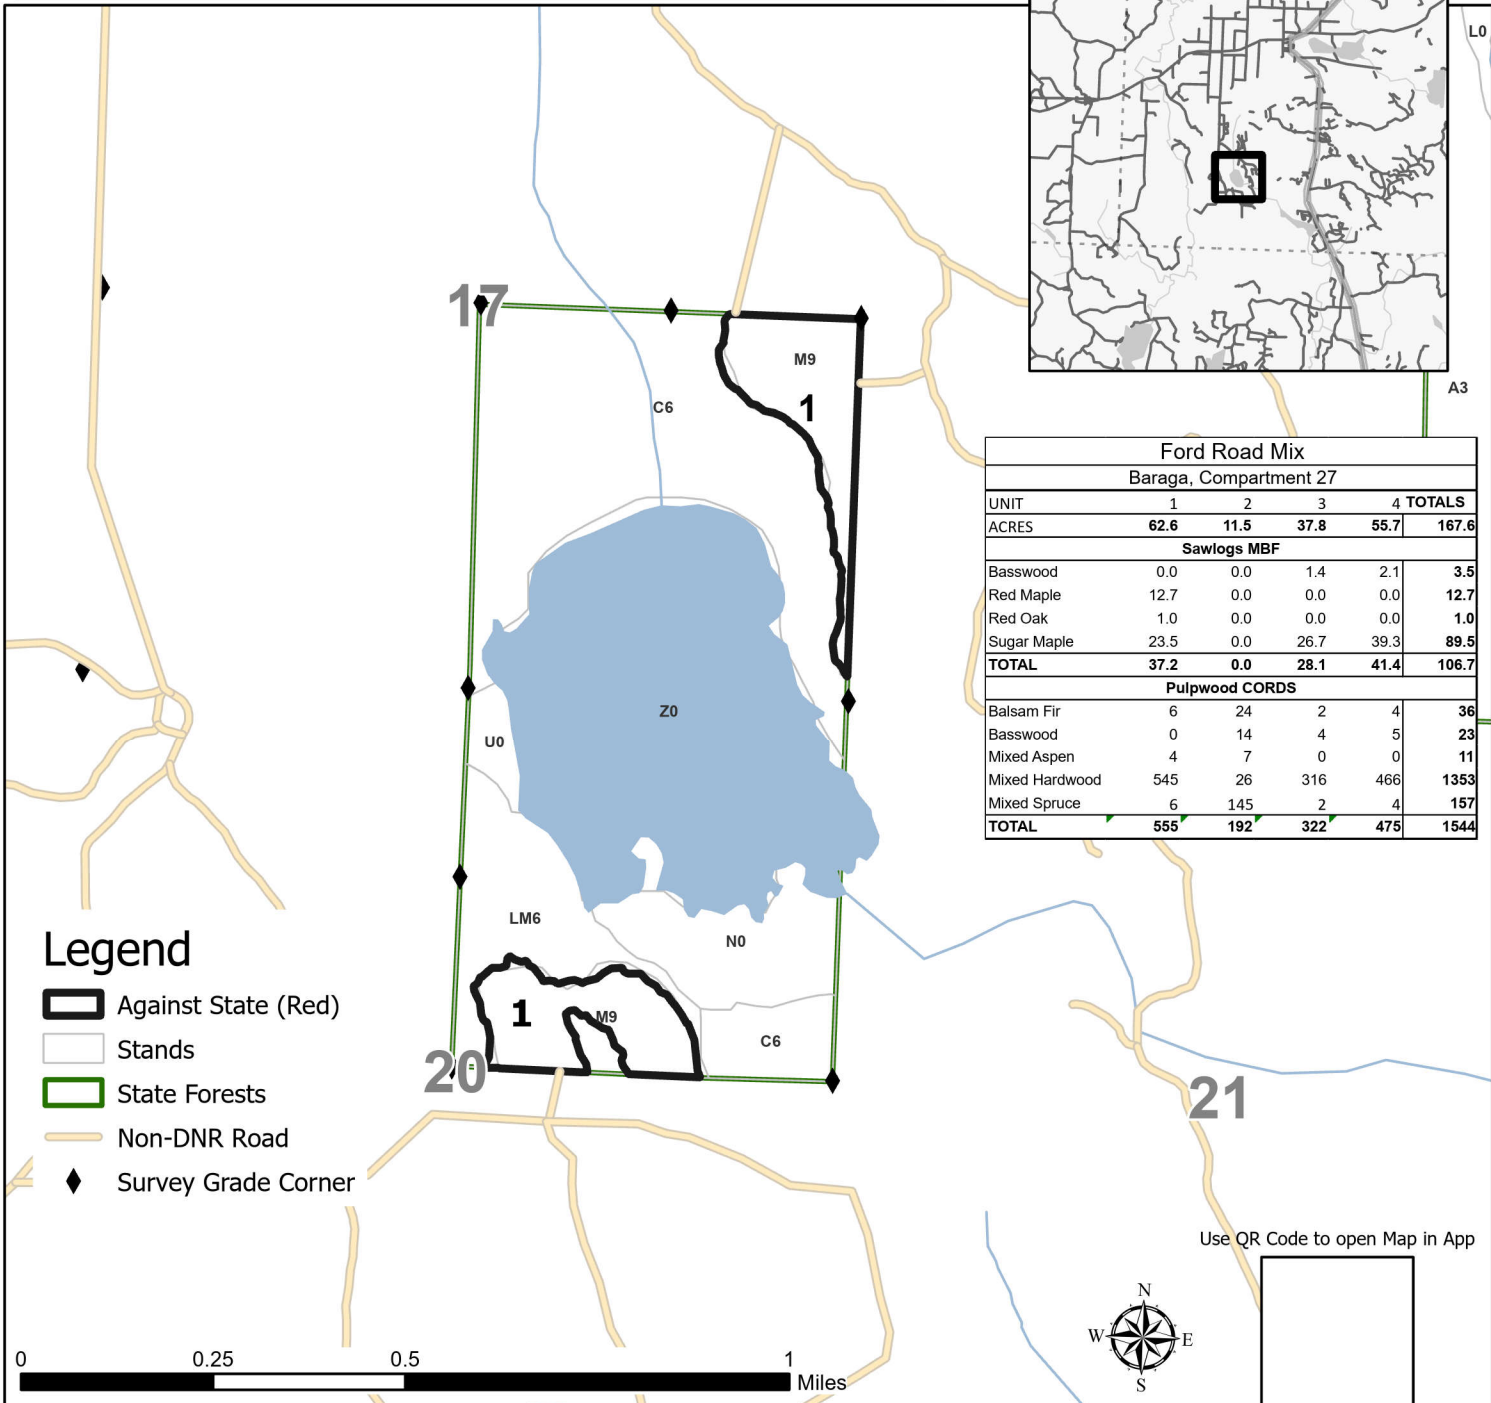 L0
17
M9
1
C6
A3
Ford Road Mix
Baraga, Compartment 27
UNIT 1 2 3 4 TOTALS
ACRES 62.6 11.5 37.8 55.7 167.6
Sawlogs MBF
Basswood 0.0 0.0 1.4 2.1 3.5
Red Maple 12.7 0.0 0.0 0.0 12.7
Red Oak 1.0 0.0 0.0 0.0 1.0
Sugar Maple 23.5 0.0 26.7 39.3 89.5
TOTAL 37.2 0.0 28.1 41.4 106.7
Pulpwood CORDS
Balsam Fir 6 24 2 4 36
Basswood 0 14 4 5 23
Mixed Aspen 4 7 0 0 11
Mixed Hardwood 545 26 316 466 1353
Mixed Spruce 6 145 2 4 157
TOTAL 555 192 322 475 1544
Z0
U0
LM6
N0
1
M9
C6
20
21
Legend
Against State (Red)
Stands
State Forests
Non-DNR Road
Survey Grade Corner
Use QR Code to open Map in App
N
W E
S
0 0.25 0.5 1
Miles